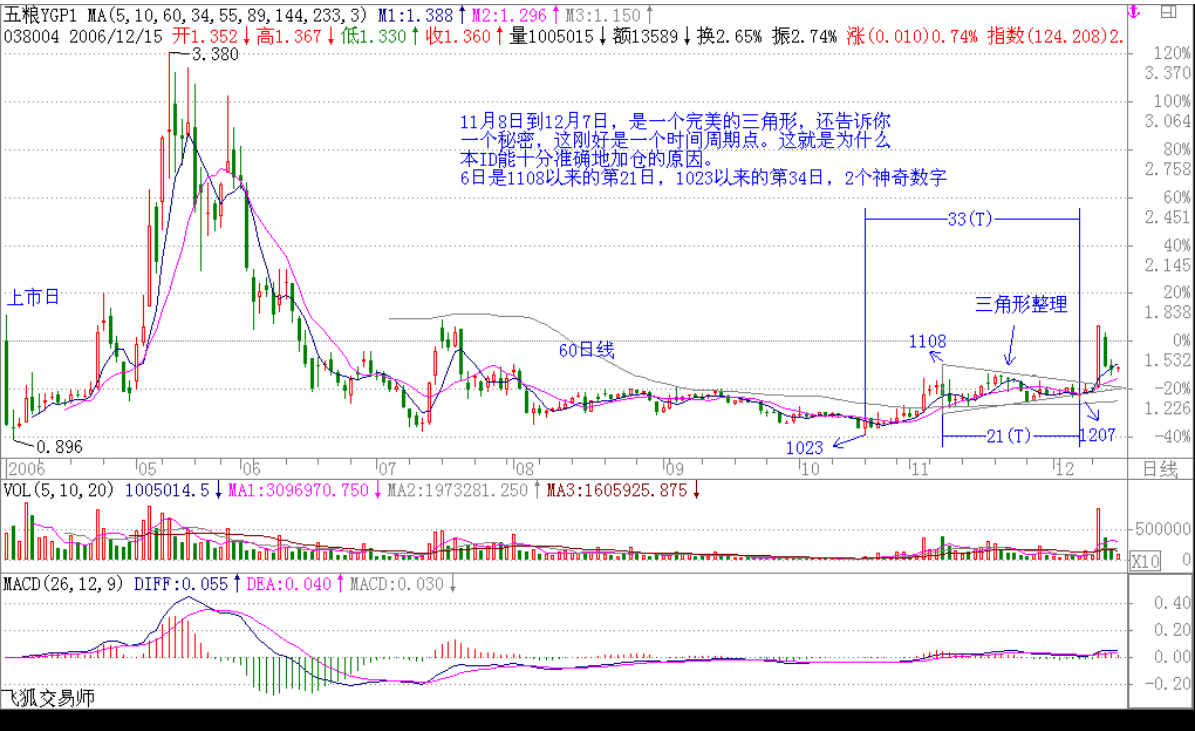 五粮YGP1 MA(5,10,60,34,55,89,144,233,3) M1:1.388↑ M2:1.296↑ M3:1.150↑
038004 2006/12/15 开1.352↓高1.367↓低1.330↑收1.360↑量1005015↓额13589↓换2.65% 振2.74% 涨(0.010)0.74% 指数(124.208)2.
3.380
120%
3.370
100%
3.064
80%
2.758
60%
2.451
40%
2.145
20%
1.838
0%
1.532
-20%
1.226
-40%
11月8日到12月7日，是一个完美的三角形，还告诉你
一个秘密，这刚好是一个时间周期点。这就是为什么
本ID能十分准确地加仓的原因。
6日是1108以来的第21日，1023以来的第34日，2个神奇数字
33(T)
上市日
三角形整理
1108
60日线
21(T)
1207
1023
0.896
2006 05 06 07 08 09 10 11 12 日线
VOL(5,10,20) 1005014.5↓MA1:3096970.750↓MA2:1973281.250↑MA3:1605925.875↓
500000
X10 0
MACD(26,12,9) DIFF:0.055↑DEA:0.040↑MACD:0.030↓
0.40
0.20
0.00
-0.20
飞狐交易师